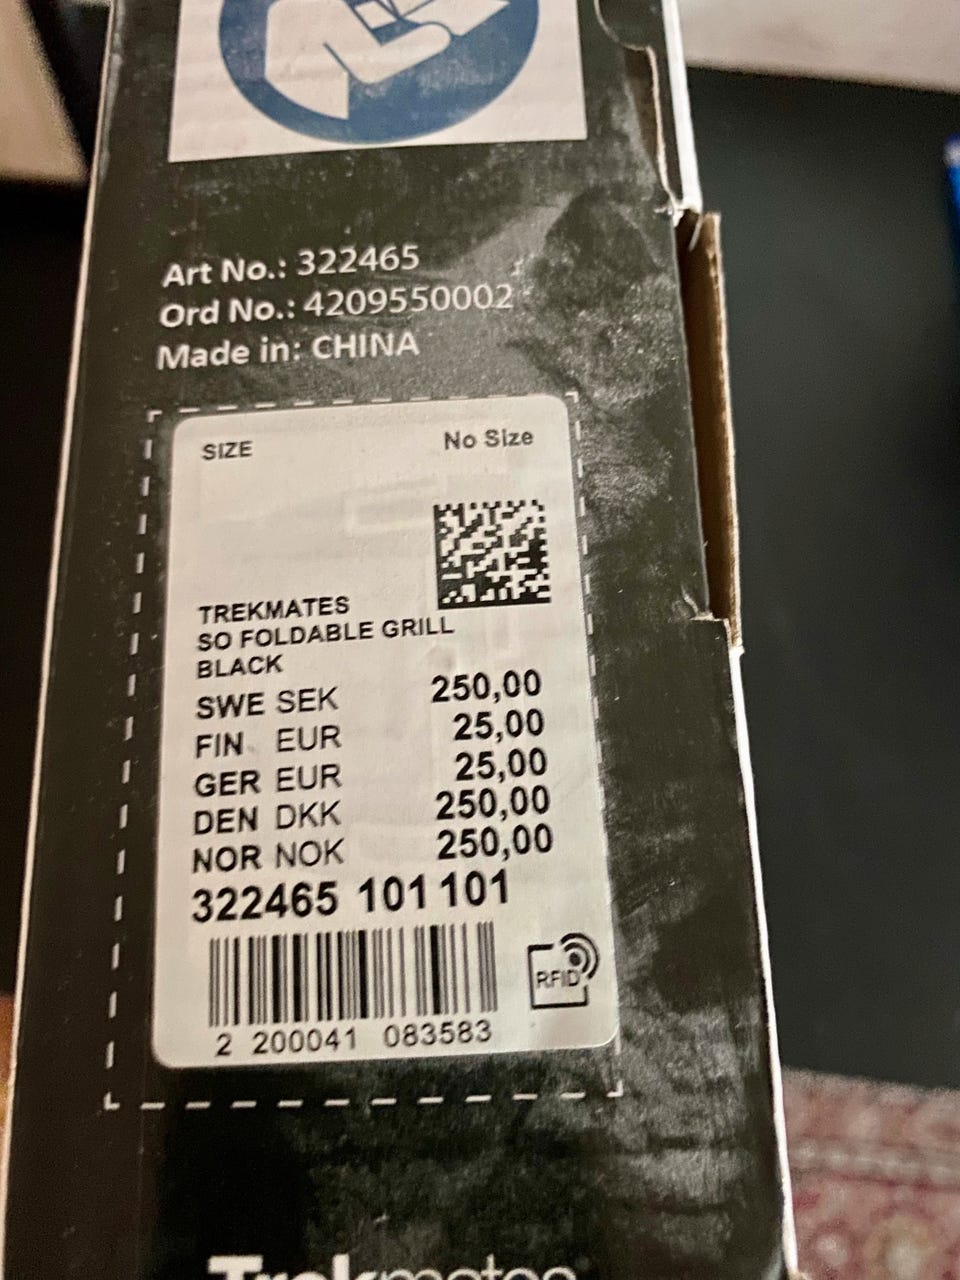 Art No.: 322465
Ord No.: 4209550002
Made in: CHINA
SIZE No Size
TREKMATES
SO FOLDABLE GRILL
BLACK
SWE SEK 250,00
FIN EUR 25,00
GER EUR 25,00
DEN DKK 250,00
NOR NOK 250,00
322465 101 101
RFID
2 200041 083583
Trekmates